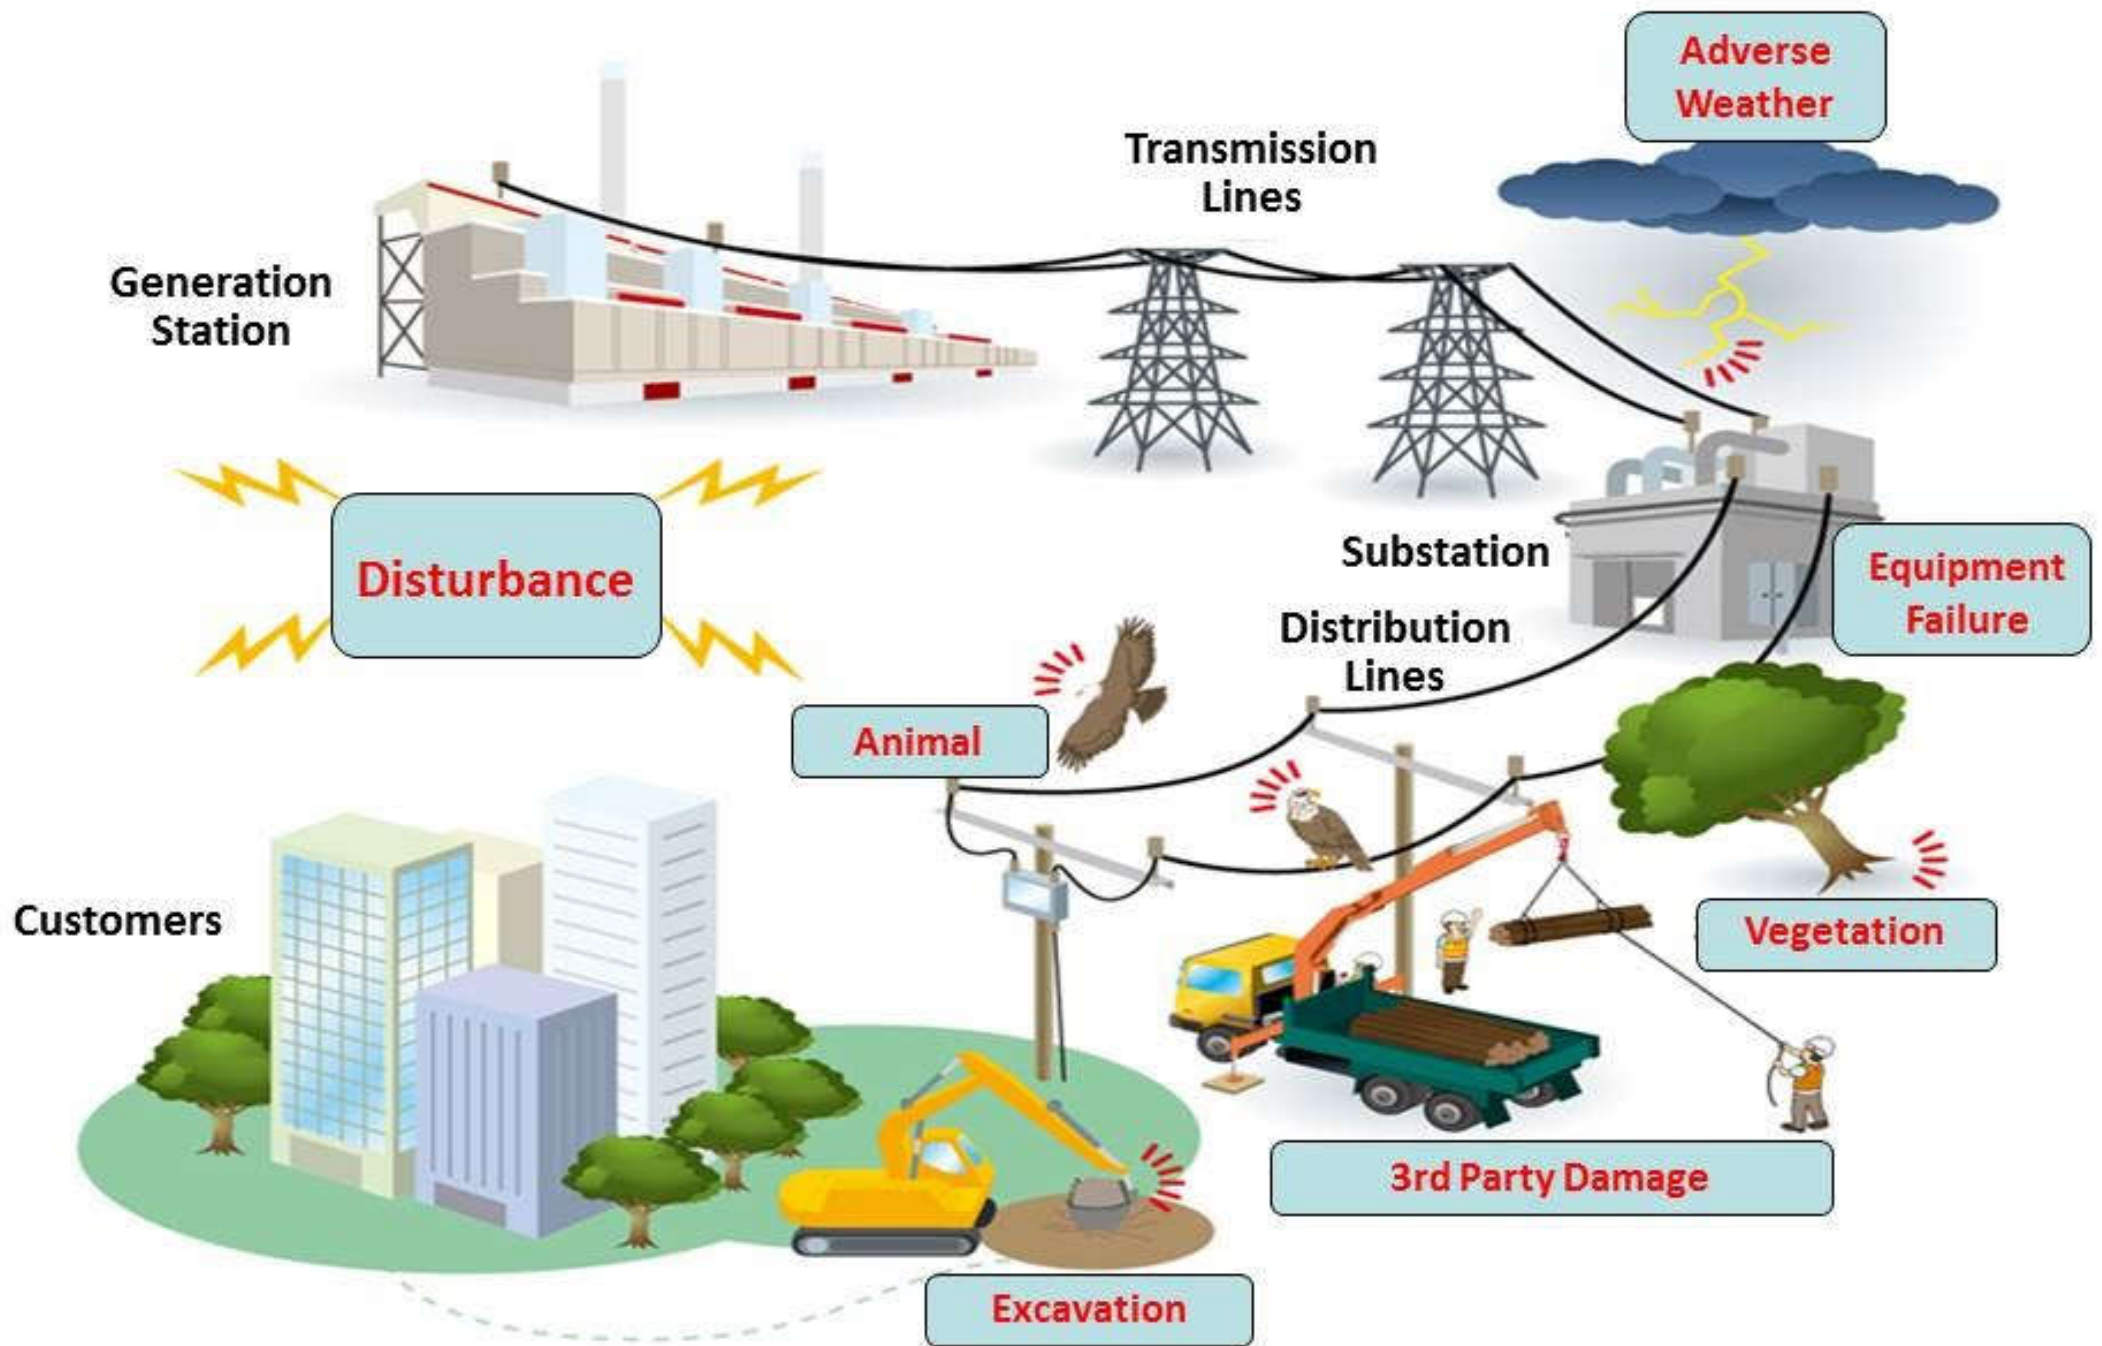 Adverse
Weather
Transmission
Lines
Generation
Station
Disturbance
Substation
Equipment
Failure
Distribution
Lines
Animal
Customers
Vegetation
3rd Party Damage
Excavation